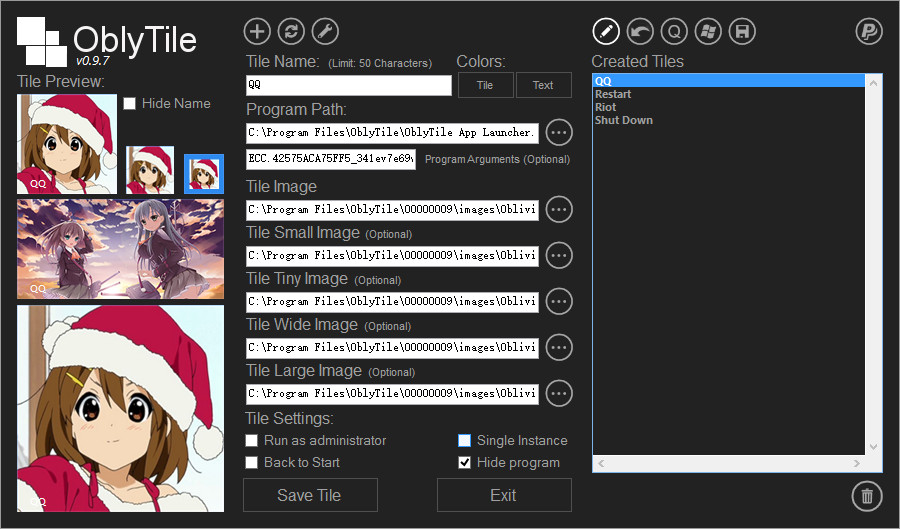 OblyTile
v0.9.7
Tile Preview:
Hide Name
QQ
QQ
QQ
Tile Name: (Limit: 50 Characters)
Colors:
QQ
Tile
Text
Program Path:
C:\Program Files\OblyTile\OblyTile App Launcher.
ECC.42575ACA75FF5_341ev7e69
Program Arguments (Optional)
Tile Image
C:\Program Files\OblyTile\00000009\images\Oblivi
Tile Small Image (Optional)
C:\Program Files\OblyTile\00000009\images\Oblivi
Tile Tiny Image (Optional)
C:\Program Files\OblyTile\00000009\images\Oblivi
Tile Wide Image (Optional)
C:\Program Files\OblyTile\00000009\images\Oblivi
Tile Large Image (Optional)
C:\Program Files\OblyTile\00000009\images\Oblivi
Tile Settings:
Run as administrator
Single Instance
Back to Start
Hide program
Save Tile
Exit
Q
P
Created Tiles
QQ
Restart
Riot
Shut Down